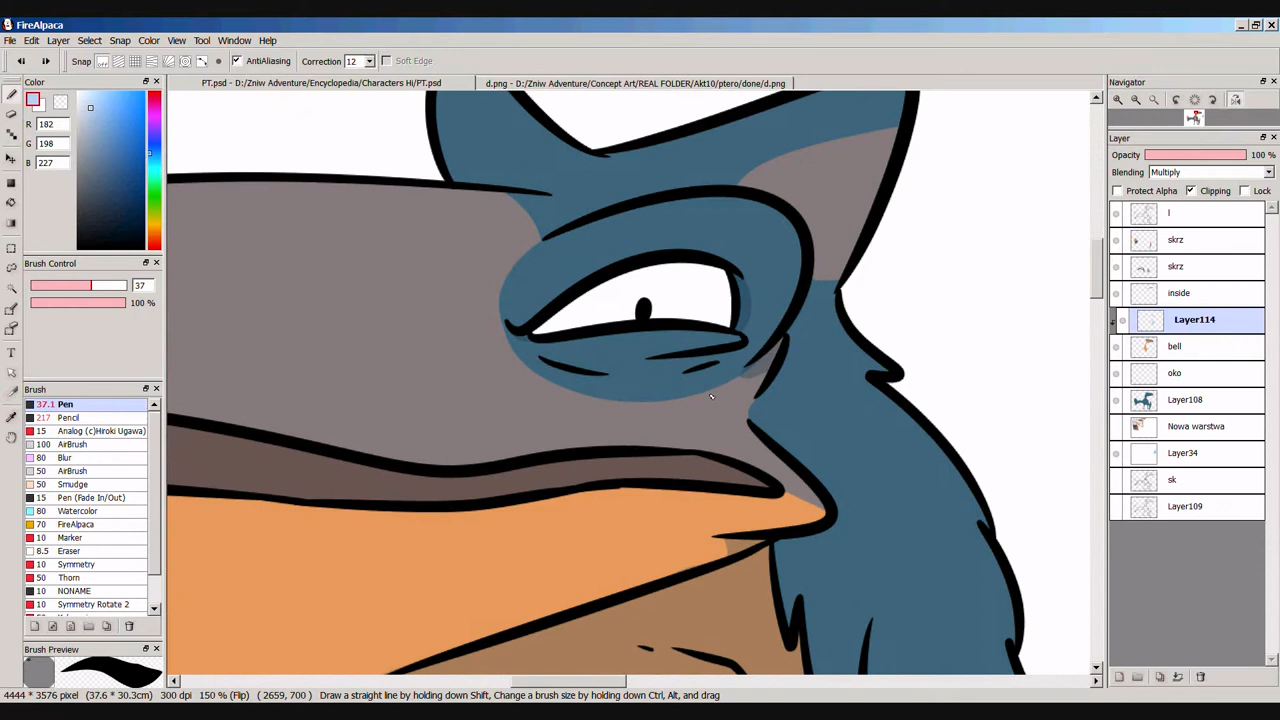 FireAlpaca
File Edit Layer Select Snap Color View Tool Window Help
Snap off AntiAliasing Correction 12 Soft Edge
Color
PT.psd - D:/Zniw Adventure/Encyclopedia/Characters Hi/PT.psd
d.png - D:/Zniw Adventure/Concept Art/REAL FOLDER/Akt10/ptero/done/d.png
Navigator
R 182
G 198
B 227
Layer
Opacity 100 %
Blending Multiply
Protect Alpha Clipping Lock
l
skrz
skrz
inside
Layer114
bell
oko
Layer108
Nowa warstwa
Layer34
sk
Layer109
Brush Control
37
100 %
Brush
37.1 Pen
217 Pencil
15 Analog (c)Hiroki Ugawa)
100 AirBrush
80 Blur
50 AirBrush
50 Smudge
15 Pen (Fade In/Out)
80 Watercolor
70 FireAlpaca
10 Marker
8.5 Eraser
10 Symmetry
50 Thorn
10 NONAME
10 Symmetry Rotate 2
Brush Preview
4444 * 3576 pixel (37.6 * 30.3cm) 300 dpi 150 % (Flip) ( 2659, 700 ) Draw a straight line by holding down Shift, Change a brush size by holding down Ctrl, Alt, and drag